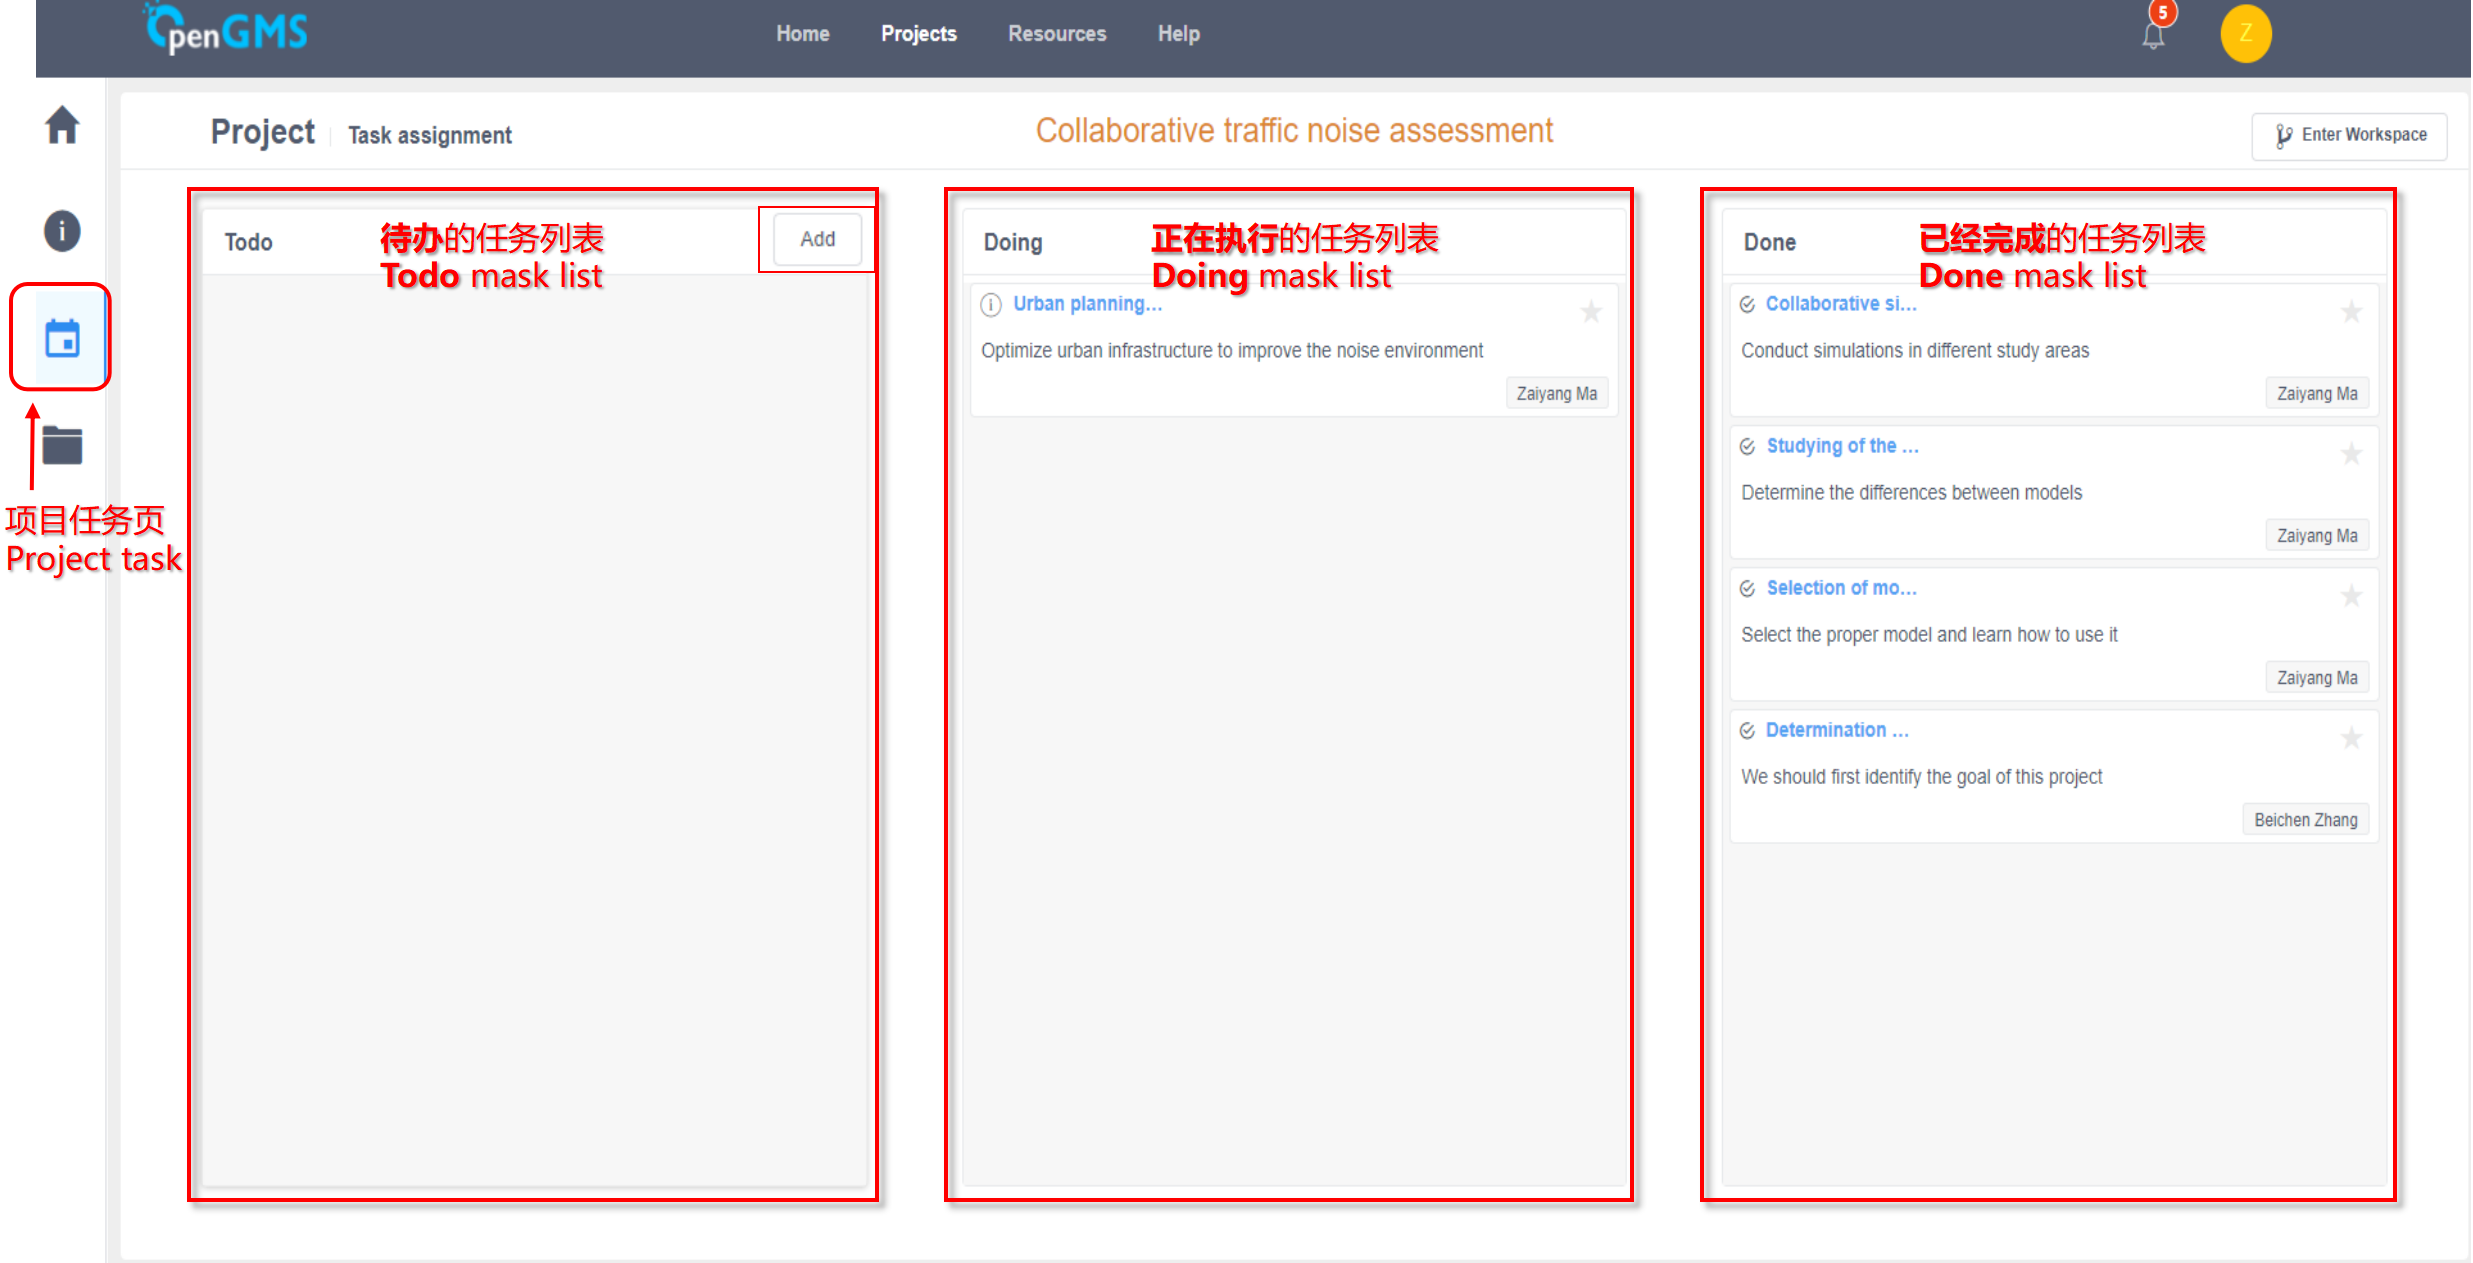 OpenGMS
Home Projects Resources Help
5
Z
Project Task assignment
Collaborative traffic noise assessment
Enter Workspace
项目任务页
Project task
Todo
待办的任务列表
Todo mask list
Add
Doing
正在执行的任务列表
Doing mask list
Urban planning...
Optimize urban infrastructure to improve the noise environment
Zaiyang Ma
Done
已经完成的任务列表
Done mask list
Collaborative si...
Conduct simulations in different study areas
Zaiyang Ma
Studying of the ...
Determine the differences between models
Zaiyang Ma
Selection of mo...
Select the proper model and learn how to use it
Zaiyang Ma
Determination ...
We should first identify the goal of this project
Beichen Zhang